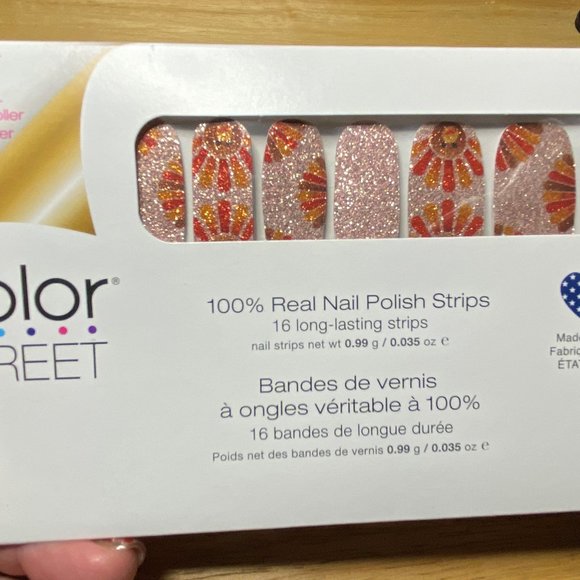 olor®
REET
100% Real Nail Polish Strips
16 long-lasting strips
nail strips net wt 0.99 g / 0.035 oz ℮
Bandes de vernis
à ongles véritable à 100%
16 bandes de longue durée
Poids net des bandes de vernis 0.99 g / 0.035 oz ℮
Made
Fabric
ÉTA